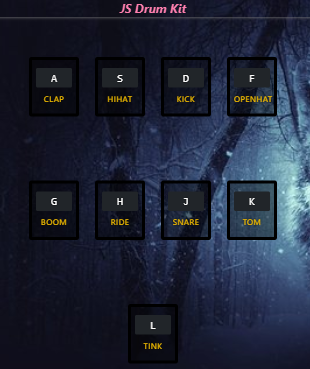 JS Drum Kit
A S D F
CLAP HIHAT KICK OPENHAT
G H J K
BOOM RIDE SNARE TOM
L
TINK